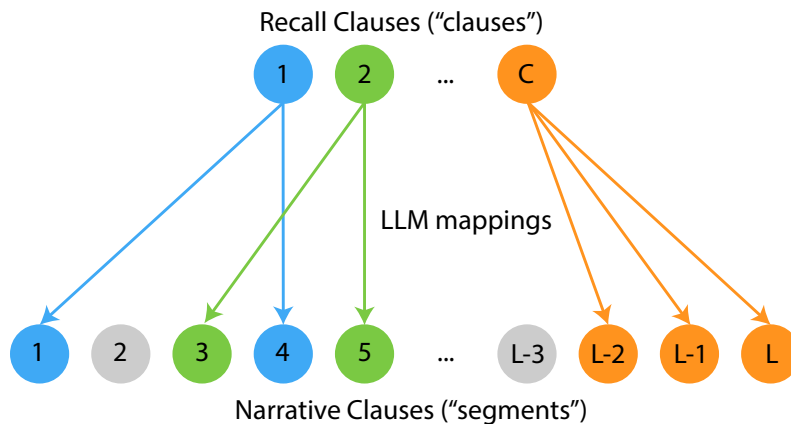 Recall Clauses (“clauses”)
1 2 ... C
LLM mappings
1 2 3 4 5 ... L-3 L-2 L-1 L
Narrative Clauses (“segments”)